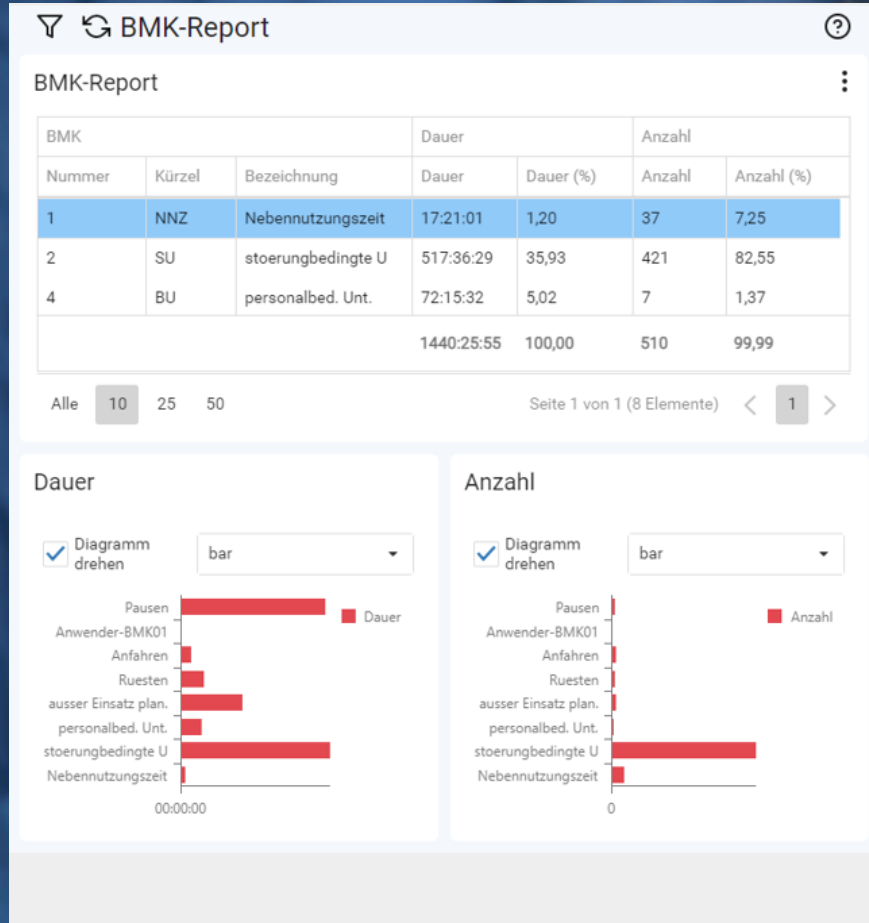 BMK-Report
BMK-Report
BMK Dauer Anzahl
Nummer Kürzel Bezeichnung Dauer Dauer (%) Anzahl Anzahl (%)
1 NNZ Nebennutzungszeit 17:21:01 1,20 37 7,25
2 SU stoerungbedingte U 517:36:29 35,93 421 82,55
4 BU personalbed. Unt. 72:15:32 5,02 7 1,37
1440:25:55 100,00 510 99,99
Alle 10 25 50 Seite 1 von 1 (8 Elemente) 1
Dauer
Diagramm
drehen
bar
Pausen
Anwender-BMK01
Anfahren
Ruesten
ausser Einsatz plan.
personalbed. Unt.
stoerungbedingte U
Nebennutzungszeit
00:00:00
Dauer
Anzahl
Diagramm
drehen
bar
Pausen
Anwender-BMK01
Anfahren
Ruesten
ausser Einsatz plan.
personalbed. Unt.
stoerungbedingte U
Nebennutzungszeit
0
Anzahl